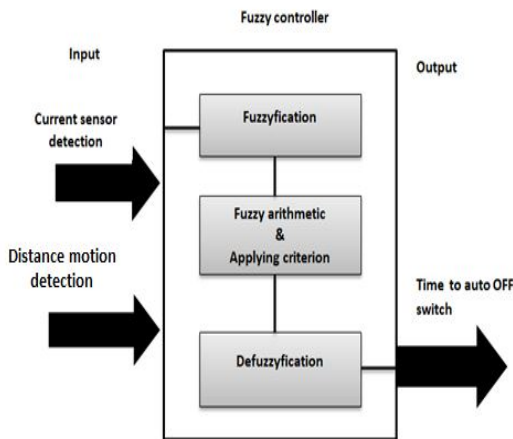 Fuzzy controller
Input
Output
Current sensor
detection
Fuzzyfication
Fuzzy arithmetic
&
Applying criterion
Distance motion
detection
Time to auto OFF
switch
Defuzzyfication